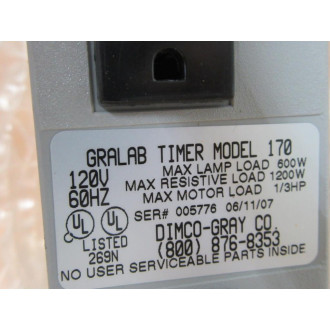 GRALAB TIMER MODEL 170
120V MAX LAMP LOAD 600W
MAX RESISTIVE LOAD 1200W
60HZ MAX MOTOR LOAD 1/3HP
SER# 005776 06/11/07
UL UL DIMCO-GRAY CO.
LISTED (800) 876-8353
269N
NO USER SERVICEABLE PARTS INSIDE